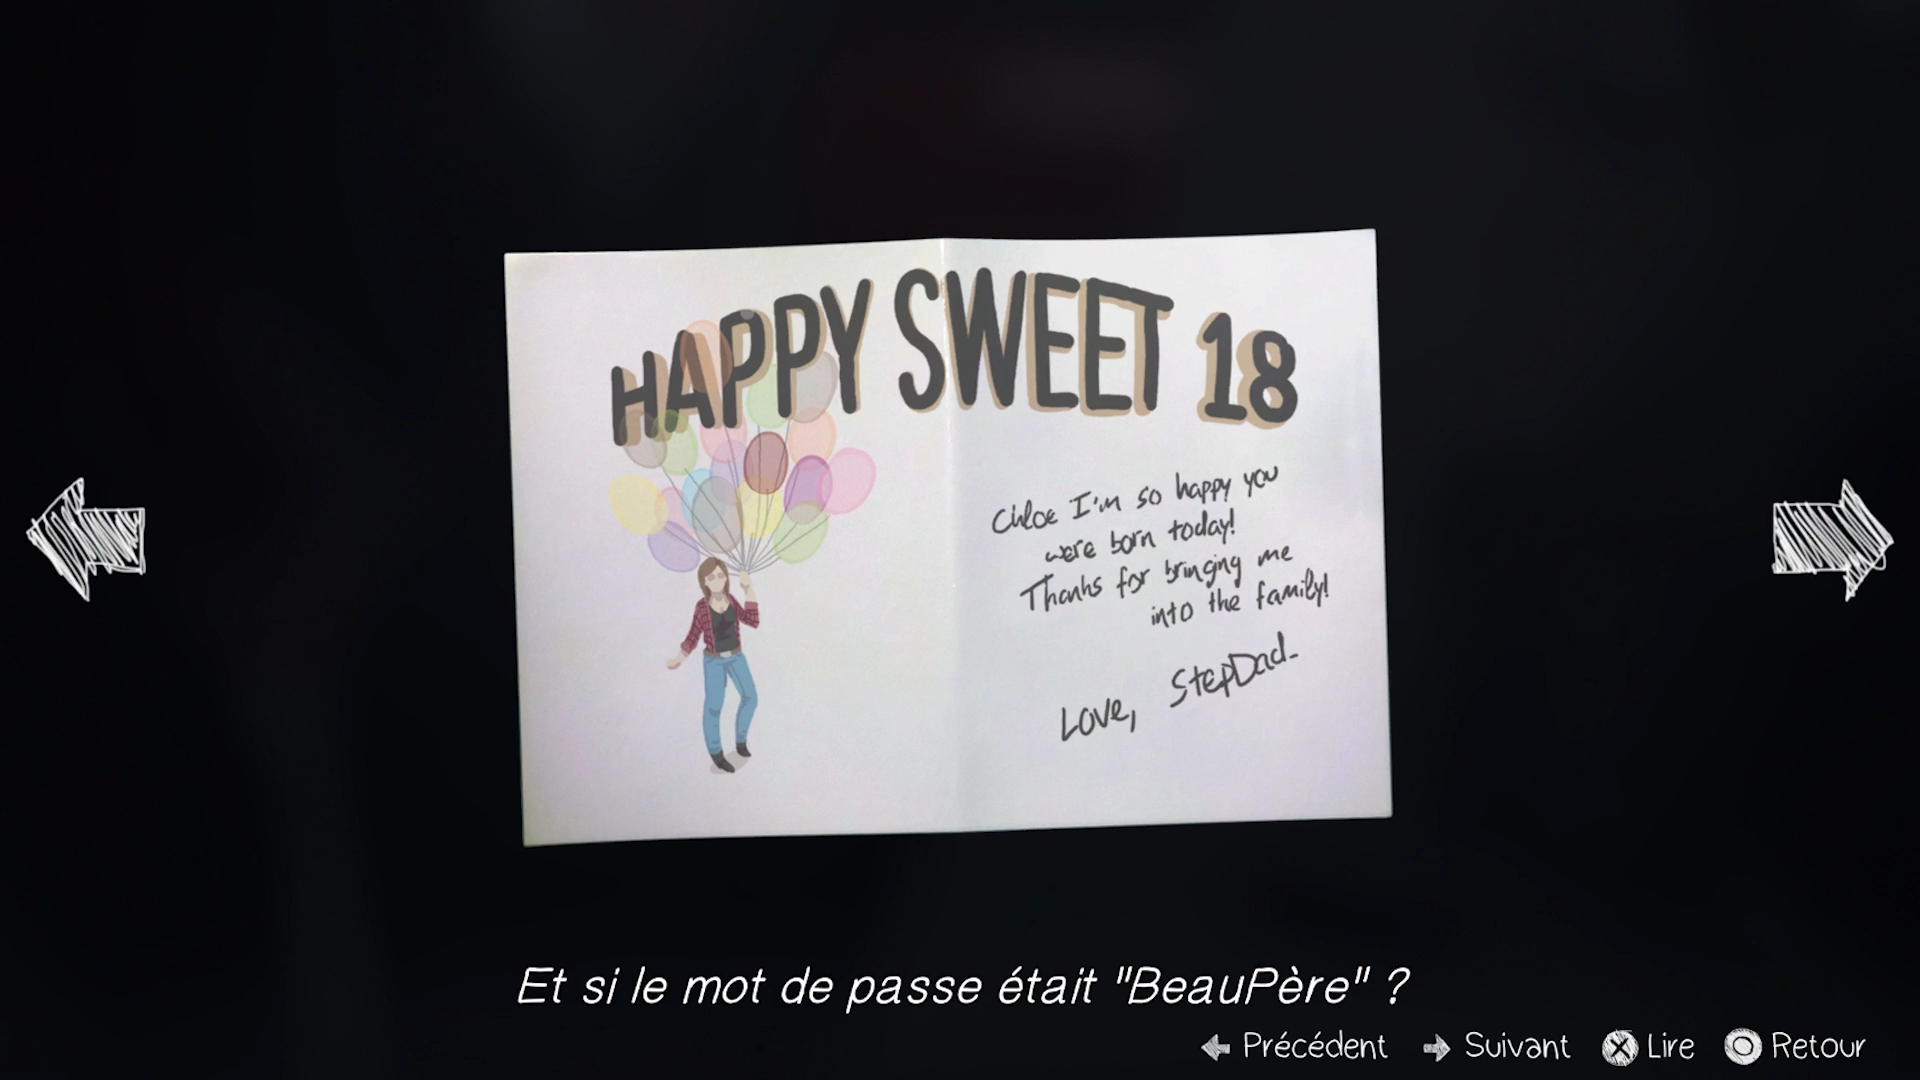 HAPPY SWEET 18
Chloe I'm so happy you
were born today!
Thanks for bringing me
into the family!
Love, StepDad-
Et si le mot de passe était "BeauPère" ?
Précédent Suivant Lire Retour